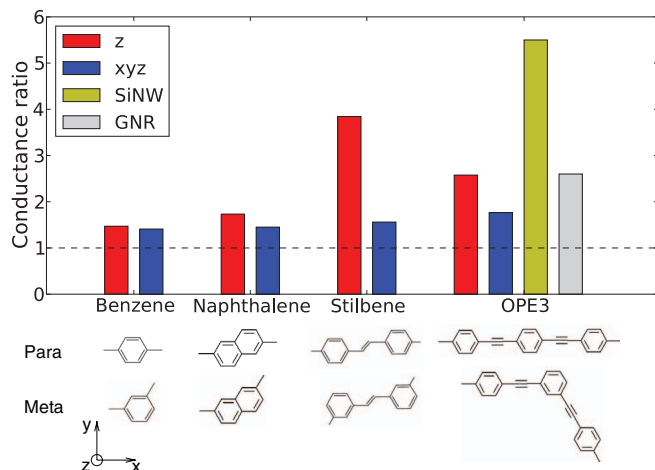 6
5
4
3
2
1
0
Conductance ratio
z
xyz
SiNW
GNR
Benzene Naphthalene Stilbene OPE3
Para
Meta
y
z x